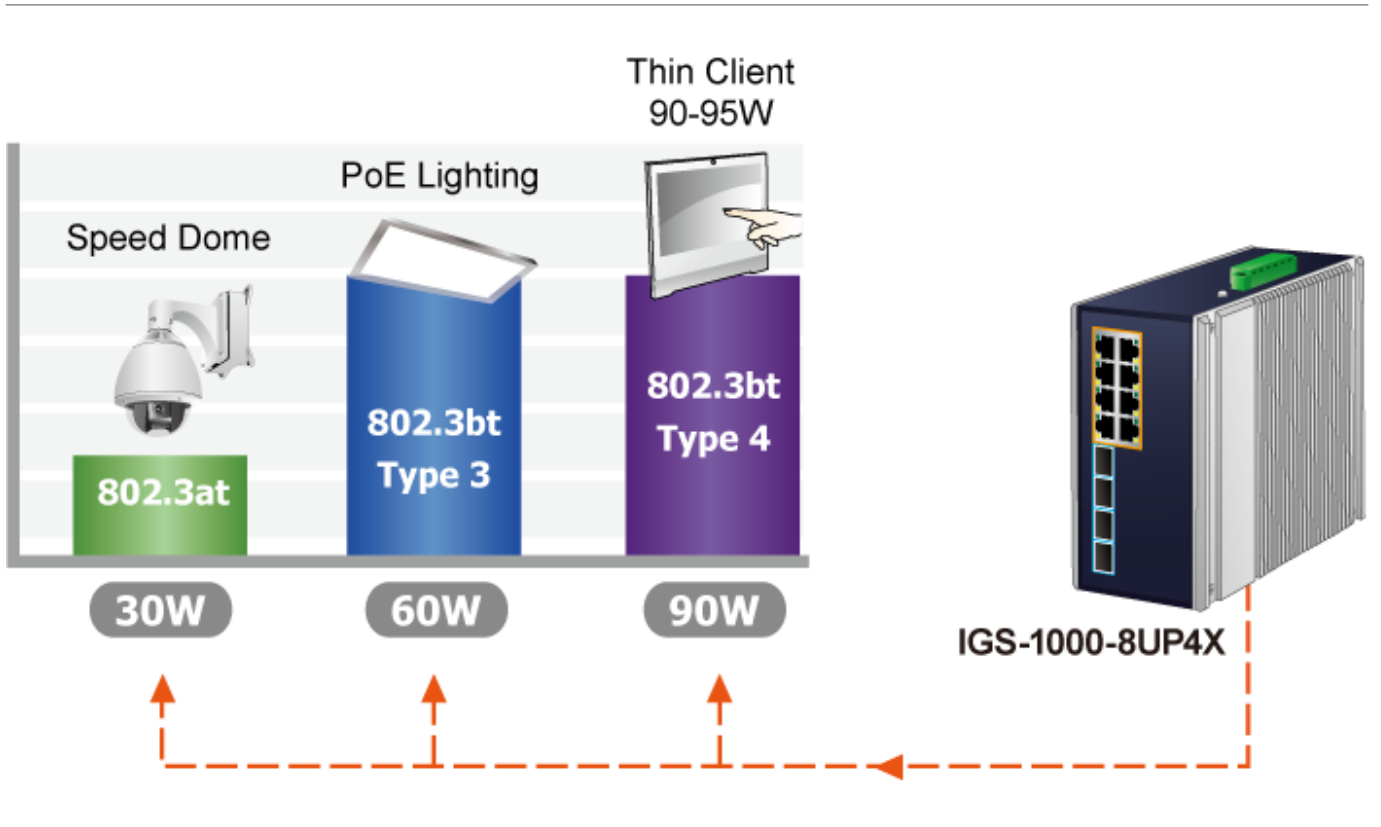 Thin Client
90-95W
PoE Lighting
Speed Dome
802.3at
802.3bt
Type 3
802.3bt
Type 4
30W
60W
90W
IGS-1000-8UP4X